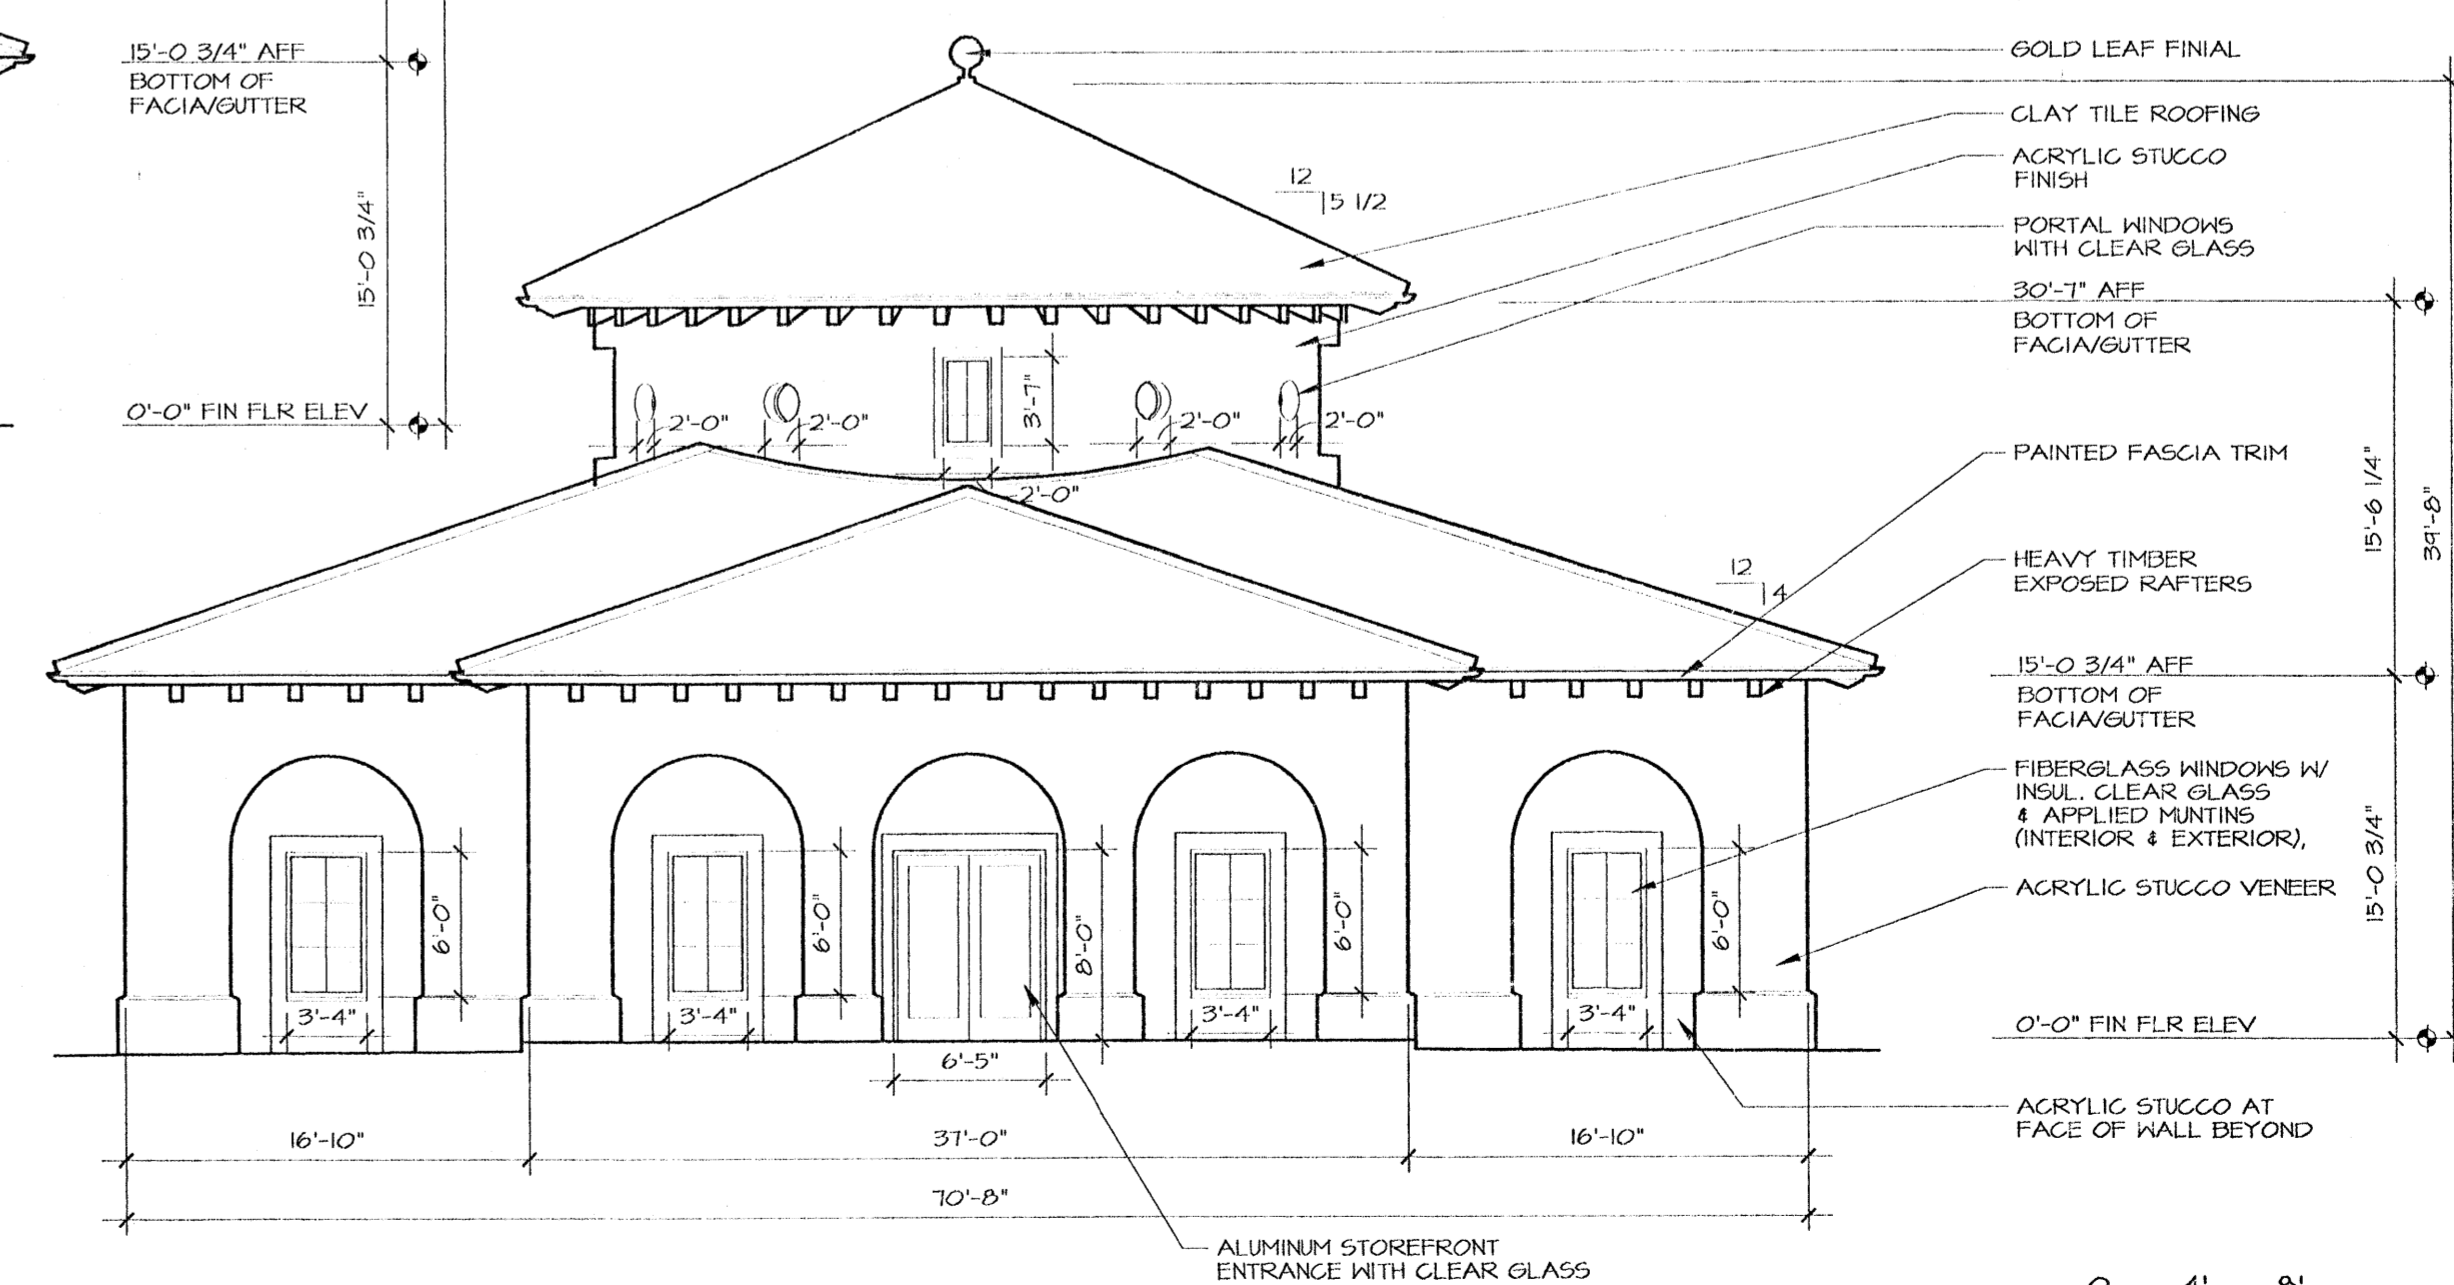 15'-0 3/4" AFF
BOTTOM OF
FACIA/GUTTER
15'-0 3/4"
0'-0" FIN FLR ELEV
12
5 1/2
3'-7"
2'-0"
2'-0"
2'-0"
2'-0"
2'-0"
12
4
GOLD LEAF FINIAL
CLAY TILE ROOFING
ACRYLIC STUCCO
FINISH
PORTAL WINDOWS
WITH CLEAR GLASS
30'-7" AFF
BOTTOM OF
FACIA/GUTTER
PAINTED FASCIA TRIM
15'-6 1/4"
39'-8"
HEAVY TIMBER
EXPOSED RAFTERS
15'-0 3/4" AFF
BOTTOM OF
FACIA/GUTTER
FIBERGLASS WINDOWS W/
INSUL. CLEAR GLASS
& APPLIED MUNTINS
(INTERIOR & EXTERIOR),
15'-0 3/4"
ACRYLIC STUCCO VENEER
0'-0" FIN FLR ELEV
ACRYLIC STUCCO AT
FACE OF WALL BEYOND
6'-0"
6'-0"
8'-0"
6'-0"
6'-0"
3'-4"
3'-4"
3'-4"
3'-4"
6'-5"
16'-10"
37'-0"
16'-10"
70'-8"
ALUMINUM STOREFRONT
ENTRANCE WITH CLEAR GLASS